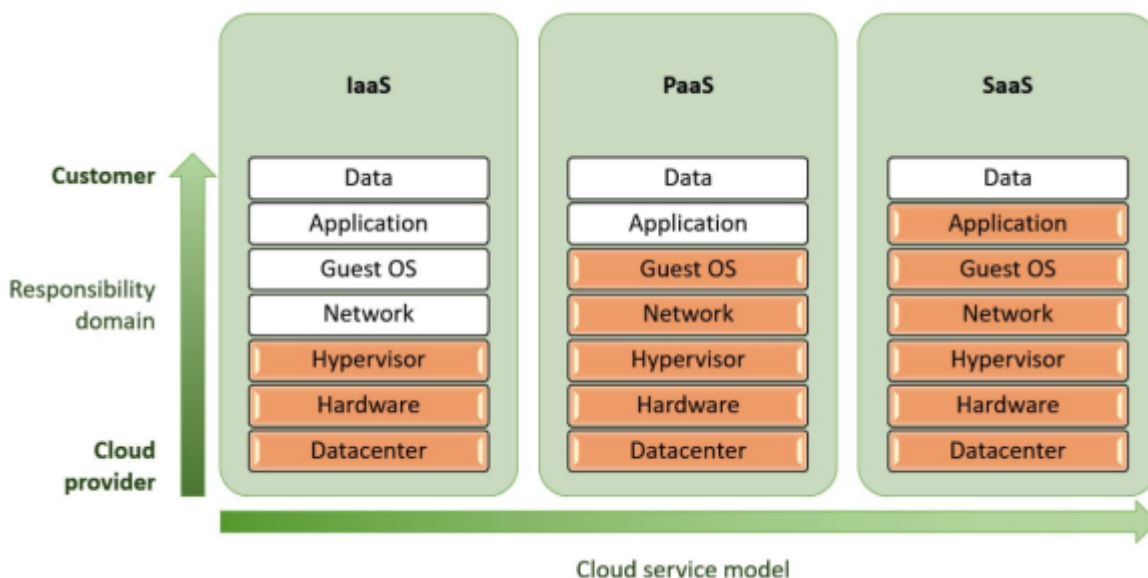 IaaS
PaaS
SaaS
Customer
Responsibility
domain
Cloud
provider
Data
Application
Guest OS
Network
Hypervisor
Hardware
Datacenter
Data
Application
Guest OS
Network
Hypervisor
Hardware
Datacenter
Data
Application
Guest OS
Network
Hypervisor
Hardware
Datacenter
Cloud service model